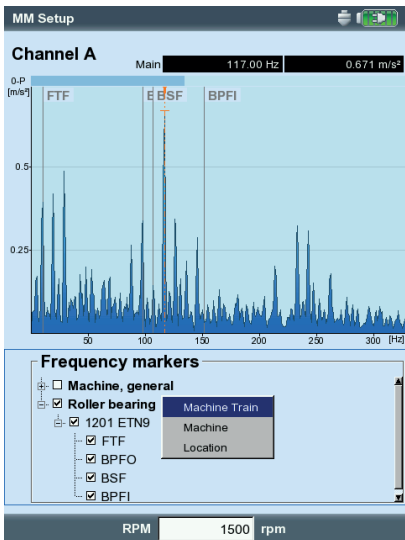 MM Setup
Channel A
Main 117.00 Hz 0.671 m/s²
0-P
[m/s²]
FTF BSF BPFI
0.5
0.25
50 100 150 200 250 300 [Hz]
Frequency markers
Machine, general
Roller bearing
1201 ETN9
FTF
BPFO
BSF
BPFI
Machine Train
Machine
Location
RPM 1500 rpm